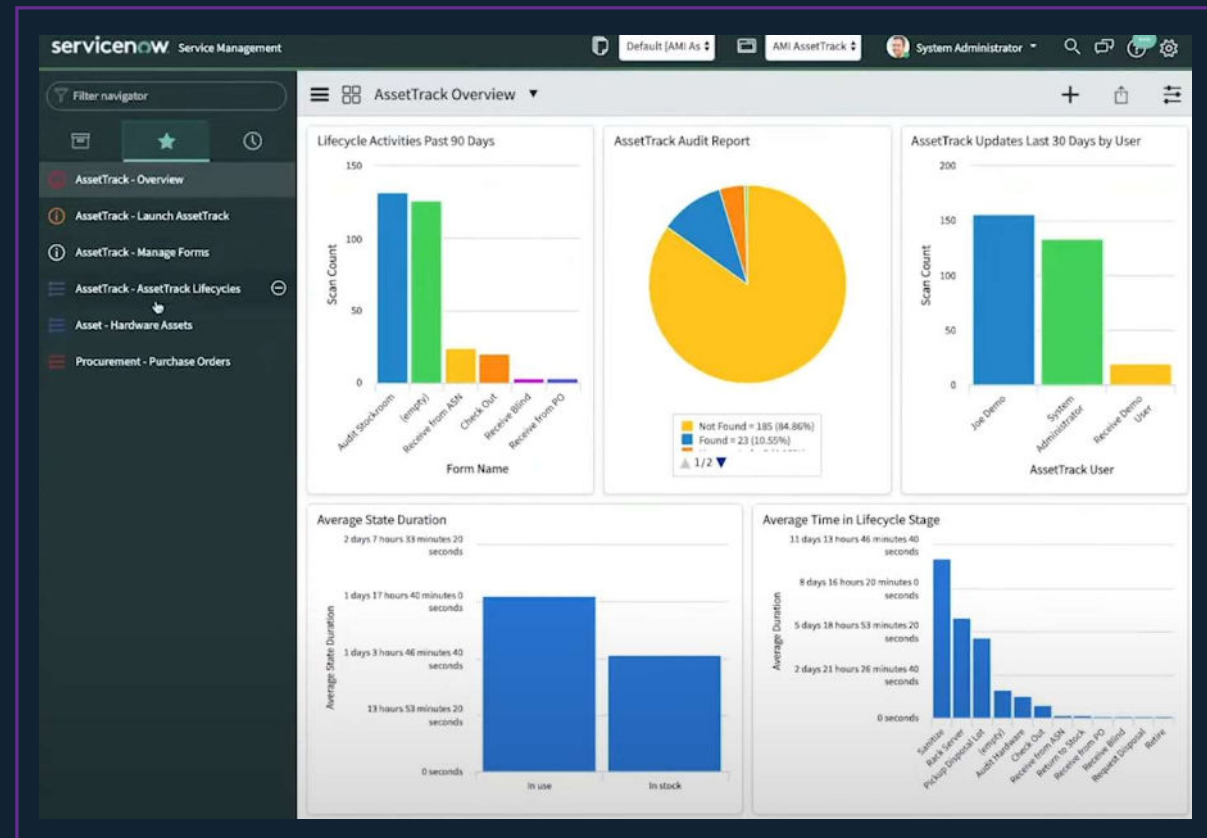 servicenow Service Management
Default [AMI As
AMI AssetTrack
System Administrator
Filter navigator
AssetTrack - Overview
AssetTrack - Launch AssetTrack
AssetTrack - Manage Forms
AssetTrack - AssetTrack Lifecycles
Asset - Hardware Assets
Procurement - Purchase Orders
AssetTrack Overview
Lifecycle Activities Past 90 Days
150
100
50
0
Scan Count
Audit Stockroom
(empty)
Receive from ASN
Check Out
Receive Blind
Receive from PO
Form Name
AssetTrack Audit Report
Not Found = 185 (84.86%)
Found = 23 (10.55%)
1/2
AssetTrack Updates Last 30 Days by User
200
150
100
50
0
Scan Count
Joe Demo
System
Administrator
Receive Demo
User
AssetTrack User
Average State Duration
2 days 7 hours 33 minutes 20
seconds
1 days 17 hours 40 minutes 0
seconds
1 days 3 hours 46 minutes 40
seconds
13 hours 53 minutes 20
seconds
0 seconds
Average State Duration
In use
In stock
Average Time in Lifecycle Stage
11 days 13 hours 46 minutes 40
seconds
8 days 16 hours 20 minutes 0
seconds
5 days 18 hours 53 minutes 20
seconds
2 days 21 hours 26 minutes 40
seconds
0 seconds
Average Duration
Sanitize
Rack Server
Pickup Disposal Lot
(empty)
Audit Hardware
Check Out
Receive from ASN
Return to Stock
Receive from PO
Receive Blind
Request Disposal
Retire